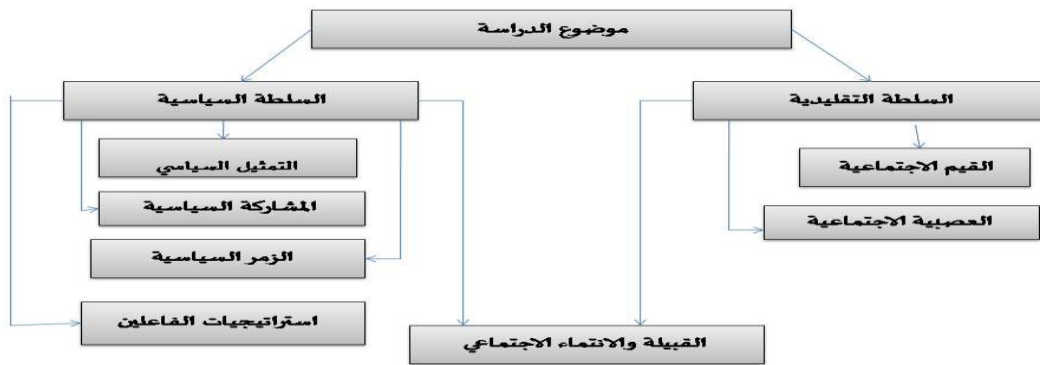 موضوع الدراسة
السلطة التقليدية
السلطة السياسية
القيم الاجتماعية
التمثيل السياسي
العصبية الاجتماعية
المشاركة السياسية
الزمر السياسية
استراتيجيات الفاعلين
القبيلة والانتماء الاجتماعي